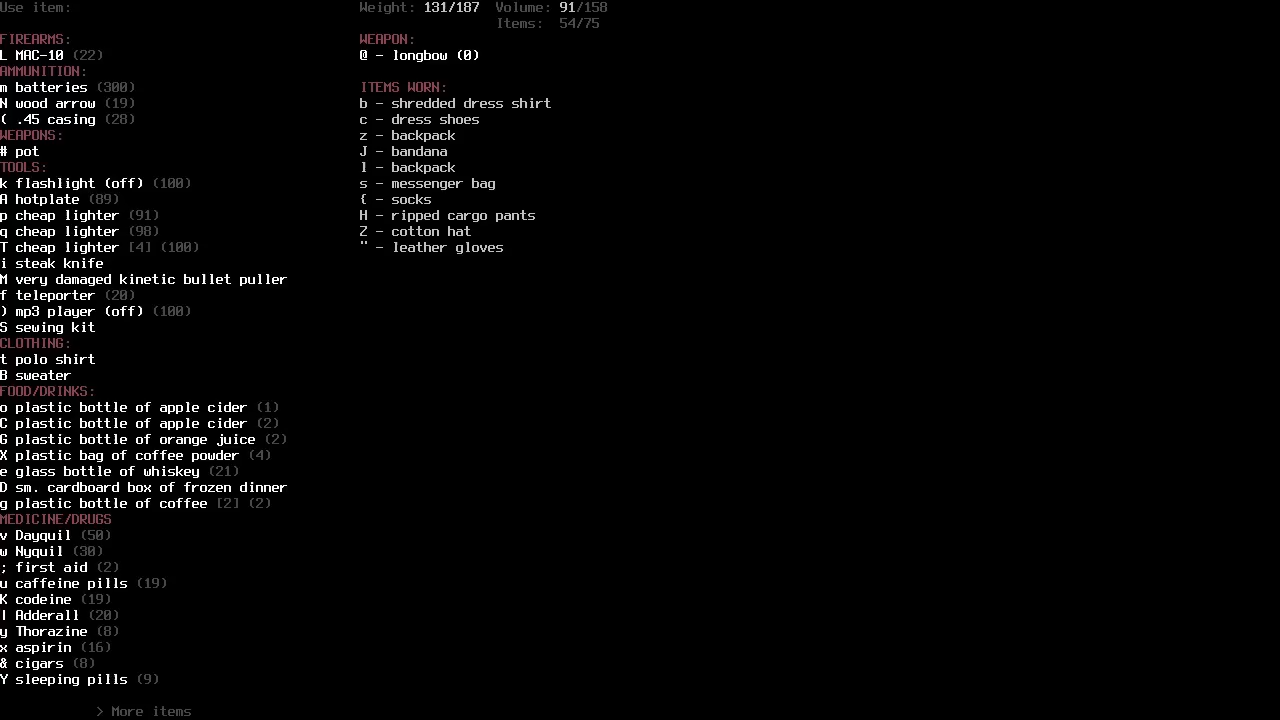 Use item:
Weight: 131/187  Volume: 91/158
Items:  54/75
FIREARMS:
L MAC-10 (22)
AMMUNITION:
m batteries (300)
N wood arrow (19)
( .45 casing (28)
WEAPONS:
# pot
TOOLS:
k flashlight (off) (100)
A hotplate (89)
p cheap lighter (91)
q cheap lighter (98)
T cheap lighter [4] (100)
i steak knife
M very damaged kinetic bullet puller
f teleporter (20)
) mp3 player (off) (100)
S sewing kit
CLOTHING:
t polo shirt
B sweater
FOOD/DRINKS:
o plastic bottle of apple cider (1)
C plastic bottle of apple cider (2)
G plastic bottle of orange juice (2)
X plastic bag of coffee powder (4)
e glass bottle of whiskey (21)
D sm. cardboard box of frozen dinner
g plastic bottle of coffee [2] (2)
MEDICINE/DRUGS
v Dayquil (50)
w Nyquil (30)
; first aid (2)
u caffeine pills (19)
K codeine (19)
| Adderall (20)
y Thorazine (8)
x aspirin (16)
& cigars (8)
Y sleeping pills (9)
> More items
WEAPON:
@ - longbow (0)
ITEMS WORN:
b - shredded dress shirt
c - dress shoes
z - backpack
J - bandana
l - backpack
s - messenger bag
{ - socks
H - ripped cargo pants
Z - cotton hat
" - leather gloves